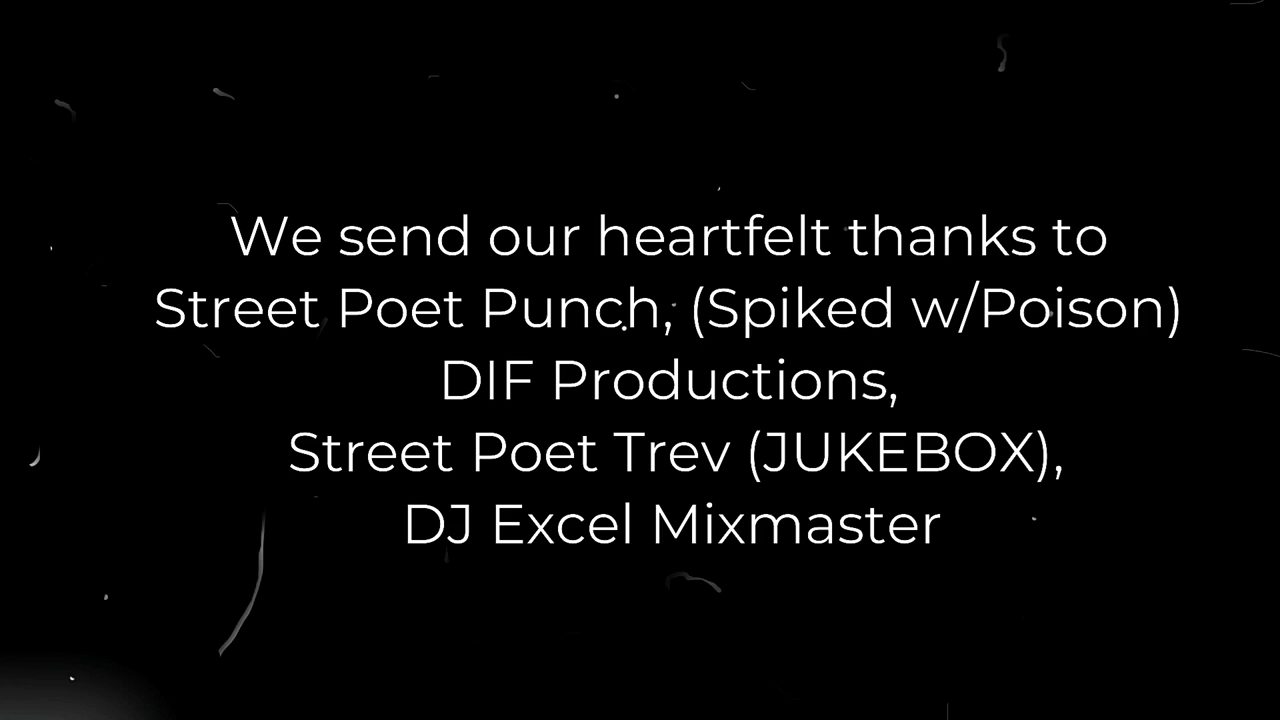 We send our heartfelt thanks to
Street Poet Punch, (Spiked w/Poison)
DIF Productions,
Street Poet Trev (JUKEBOX),
DJ Excel Mixmaster